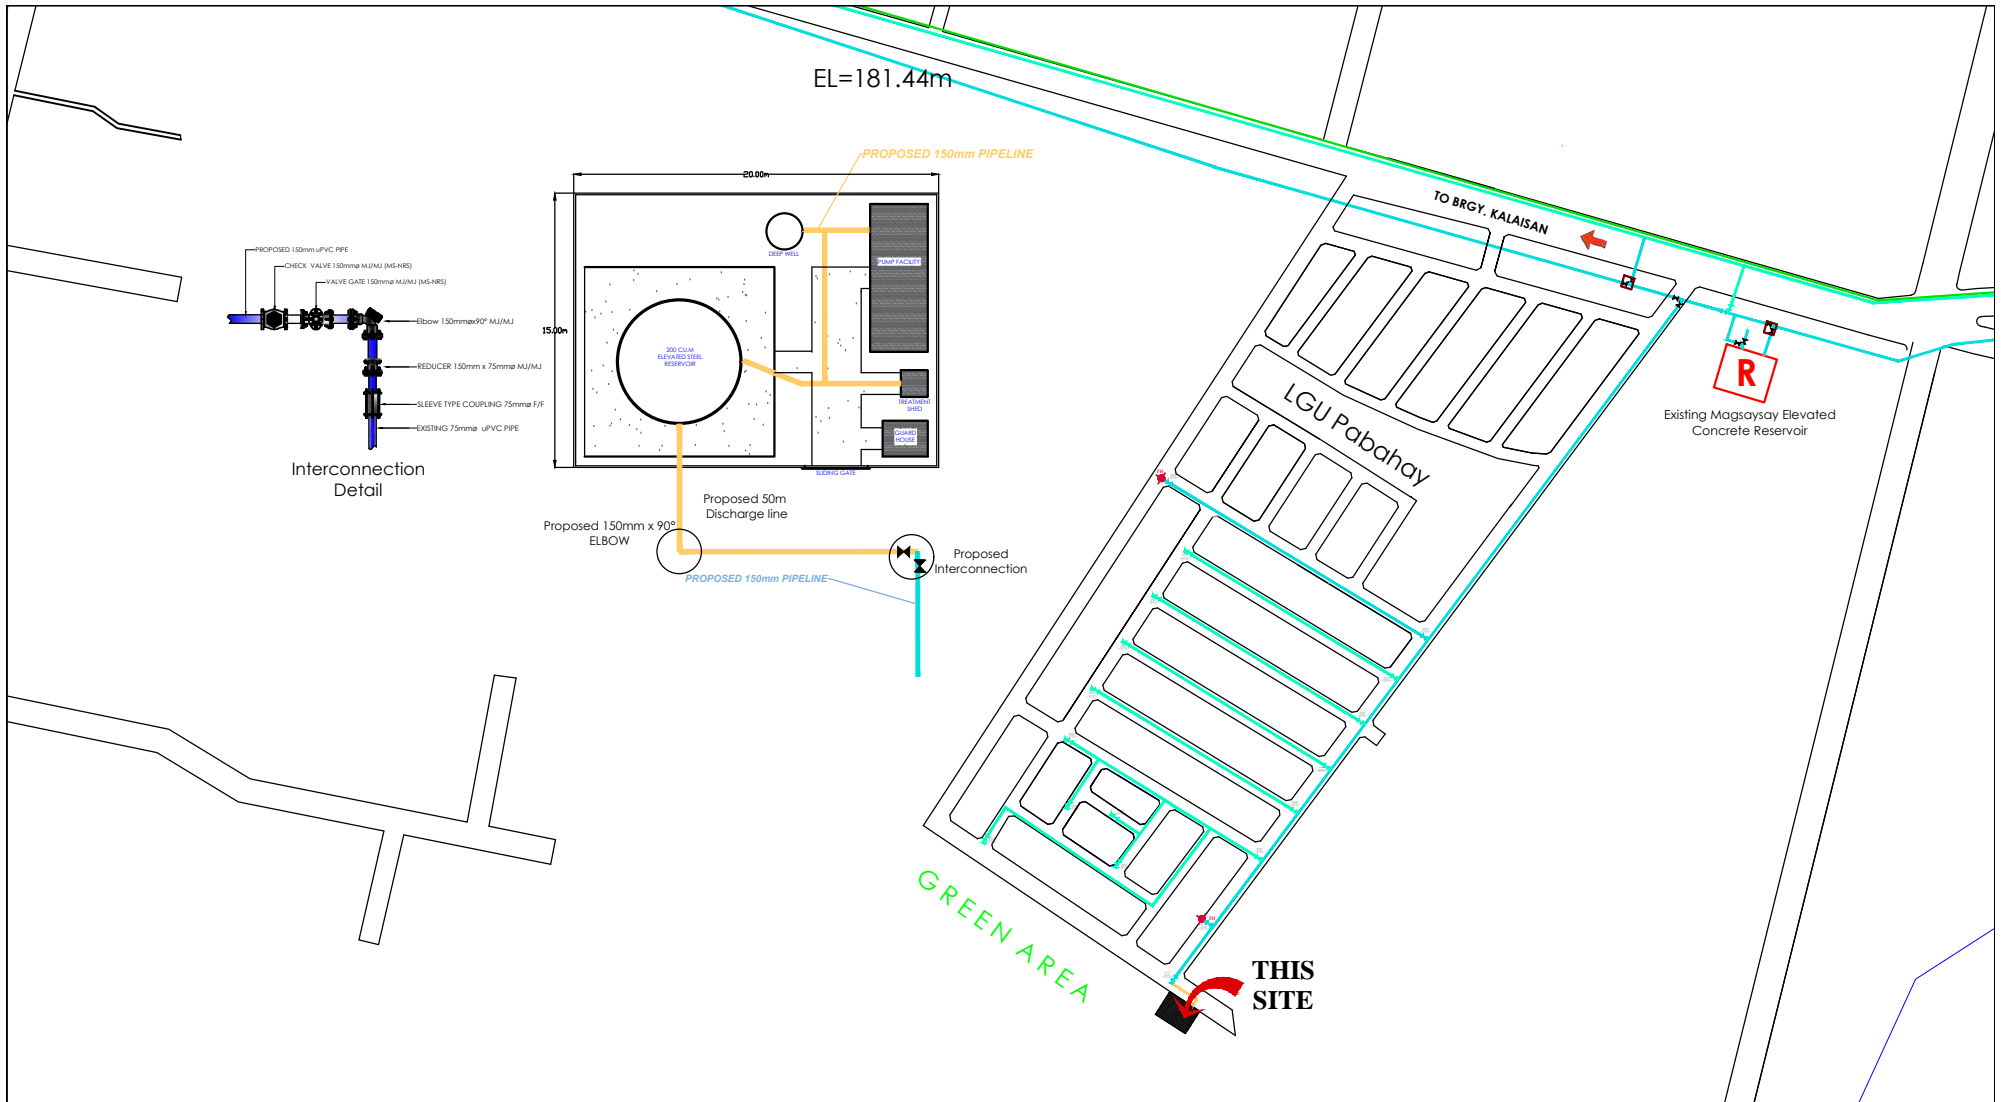 EL=181.44m
PROPOSED 150mm PIPELINE
20.00m
15.00m
DEEP WELL
PUMP FACILITY
200 CU.M
ELEVATED STEEL
RESERVOIR
TREATMENT
SHED
GUARD
HOUSE
SLIDING GATE
PROPOSED 150mm uPVC PIPE
CHECK VALVE 150mmø MJ/MJ (MS-NRS)
VALVE GATE 150mmø MJ/MJ (MS-NRS)
Elbow 150mmøx90° MJ/MJ
REDUCER 150mm x 75mmø MJ/MJ
SLEEVE TYPE COUPLING 75mmø F/F
EXISTING 75mmø uPVC PIPE
Interconnection
Detail
Proposed 50m
Discharge line
Proposed 150mm x 90°
ELBOW
Proposed
Interconnection
PROPOSED 150mm PIPELINE
TO BRGY. KALAISAN
R
Existing Magsaysay Elevated
Concrete Reservoir
LGU Pabahay
FH
FH
GREEN AREA
THIS
SITE